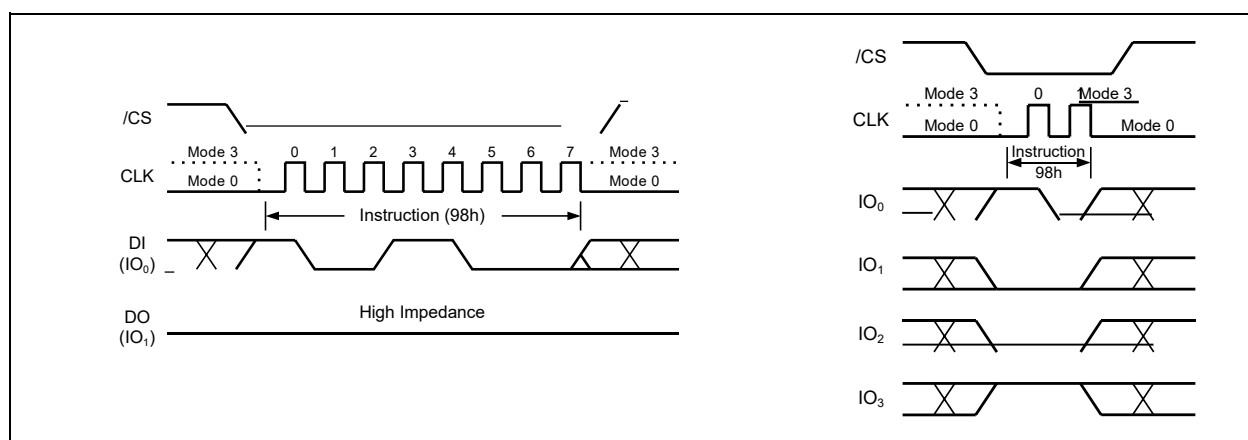 /CS
Mode 3 0 1 2 3 4 5 6 7 Mode 3
CLK
Mode 0 Mode 0
Instruction (98h)
DI
(IO0)
High Impedance
DO
(IO1)
/CS
Mode 3 0 1 Mode 3
CLK
Mode 0 Mode 0
Instruction
98h
IO0
IO1
IO2
IO3